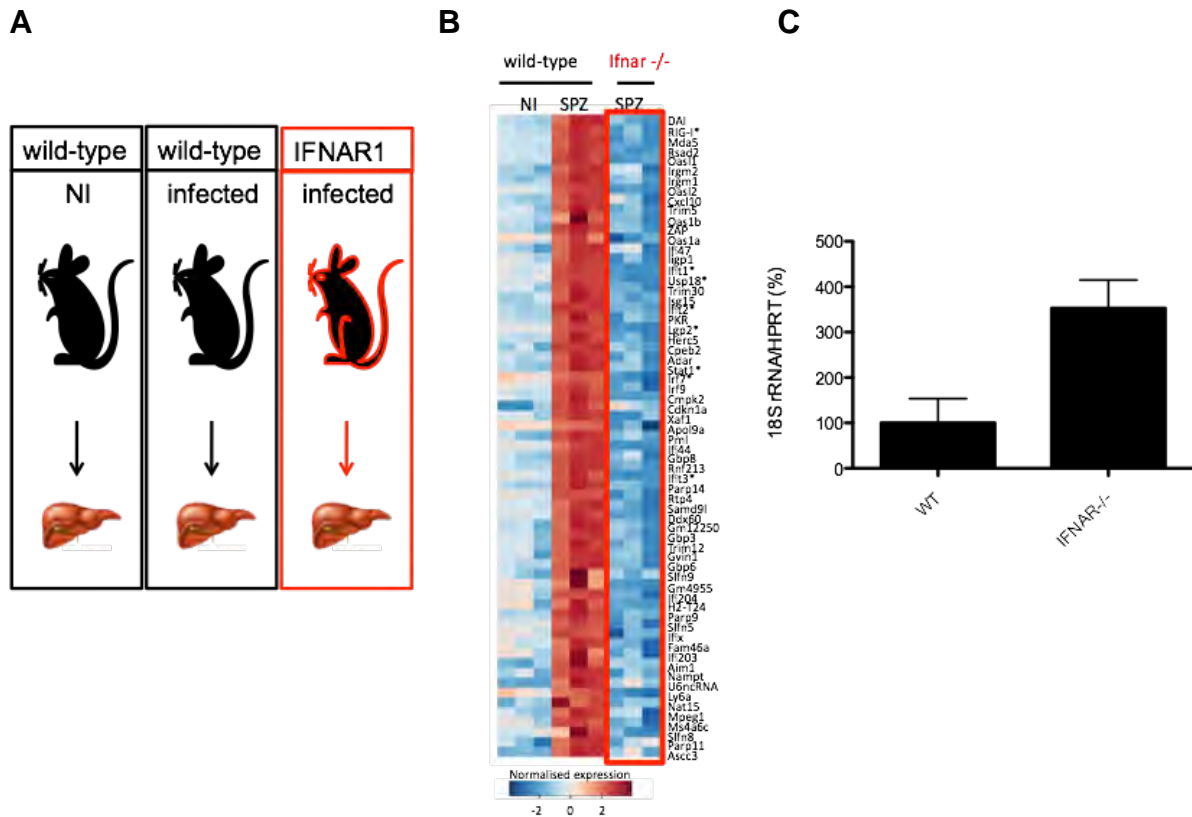 A
wild-type
NI
wild-type
infected
IFNAR1
infected
B
wild-type
Ifnar -/-
NI
SPZ
SPZ
DAI
RIG-I*
Mda5
Rsad2
Oasl1
Irgm2
Irgm1
Oasl2
Cxcl10
Trim5
Oas1b
ZAP
Oas1a
Ifi47
Iigp1
Ifit1*
Usp18*
Trim30
Isg15
Ifit2*
PKR
Lgp2*
Herc5
Cpeb2
Adar
Stat1*
Irf7*
Irf9
Cmpk2
Cdkn1a
Xaf1
Apol9a
Pml
Ifi44
Gbp8
Rnf213
Ifit3*
Parp14
Rtp4
Samd9l
Ddx60
Gm12250
Gbp3
Trim12
Gvin1
Gbp6
Slfn9
Gm4955
Ifi204
H2-T24
Parp9
Slfn5
Ifix
Fam46a
Ifi203
Aim1
Nampt
U6ncRNA
Ly6a
Nat15
Mpeg1
Ms4a6c
Slfn8
Parp11
Ascc3
Normalised expression
-2 0 2
C
18S rRNA/HPRT (%)
500
400
300
200
100
0
WT
IFNAR-/-